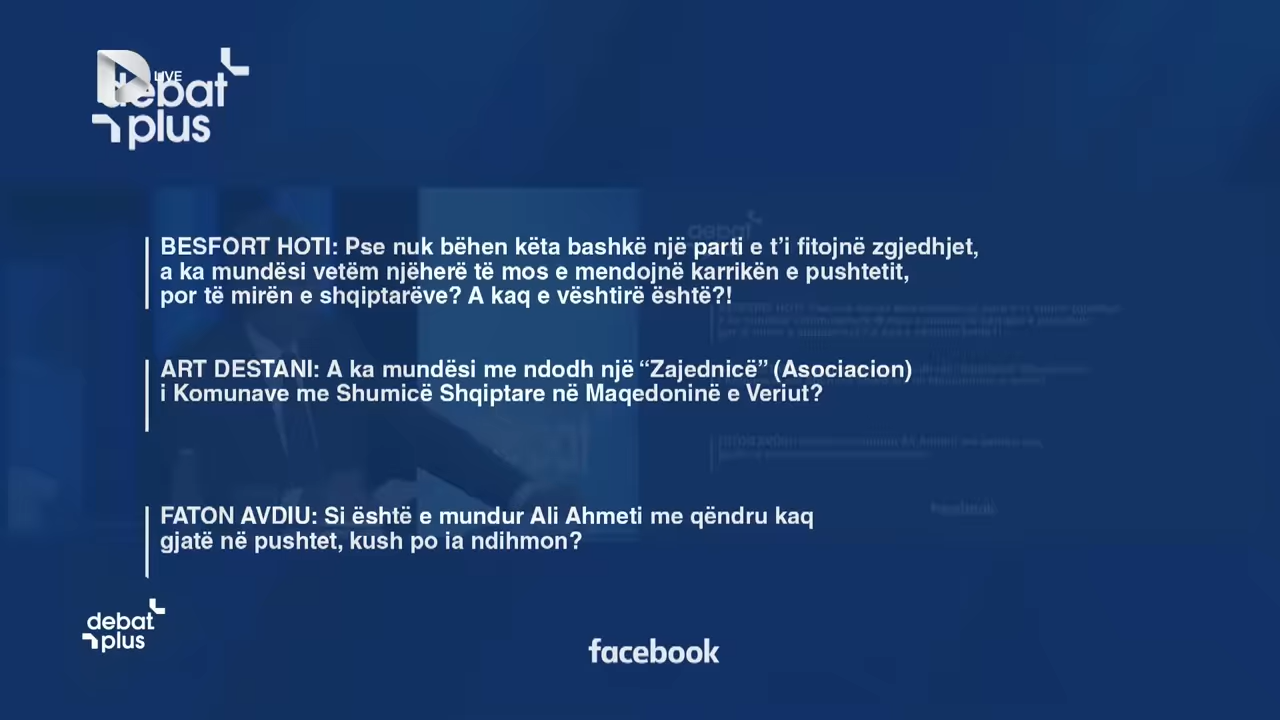 LIVE
debat
plus
BESFORT HOTI: Pse nuk bëhen këta bashkë një parti e t’i fitojnë zgjedhjet,
a ka mundësi vetëm njëherë të mos e mendojnë karrikën e pushtetit,
por të mirën e shqiptarëve? A kaq e vështirë është?!
ART DESTANI: A ka mundësi me ndodh një “Zajednicë” (Asociacion)
i Komunave me Shumicë Shqiptare në Maqedoninë e Veriut?
FATON AVDIU: Si është e mundur Ali Ahmeti me qëndru kaq
gjatë në pushtet, kush po ia ndihmon?
debat
plus
facebook